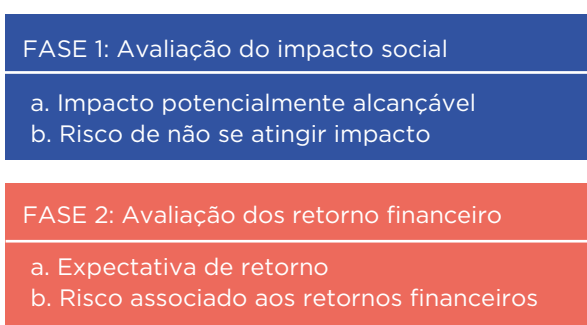 FASE 1: Avaliação do impacto social
a. Impacto potencialmente alcançável
b. Risco de não se atingir impacto
FASE 2: Avaliação dos retorno financeiro
a. Expectativa de retorno
b. Risco associado aos retornos financeiros